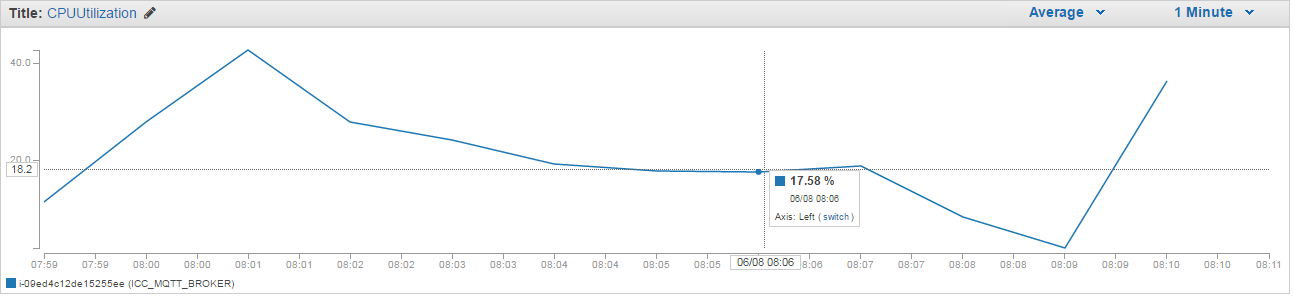 Title: CPUUtilization Average 1 Minute
40.0
20.0
18.2
17.58 %
06/08 08:06
Axis: Left ( switch )
07:59 07:59 08:00 08:00 08:01 08:01 08:02 08:02 08:03 08:03 08:04 08:04 08:05 08:05 06/08 08:06 08:06 08:07 08:07 08:08 08:08 08:09 08:09 08:10 08:10 08:11
i-09ed4c12de15255ee (ICC_MQTT_BROKER)